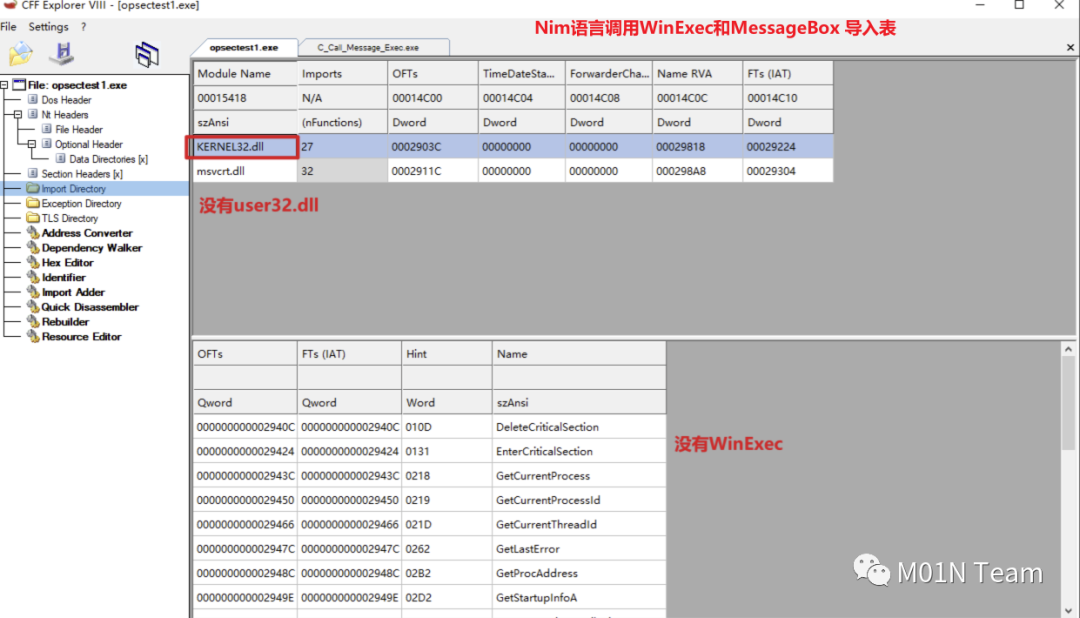 CFF Explorer VIII - [opsectest1.exe]
File Settings ?
Nim语言调用WinExec和MessageBox 导入表
opsectest1.exe
C_Call_Message_Exec.exe
File: opsectest1.exe
Dos Header
Nt Headers
File Header
Optional Header
Data Directories [x]
Section Headers [x]
Import Directory
Exception Directory
TLS Directory
Address Converter
Dependency Walker
Hex Editor
Identifier
Import Adder
Quick Disassembler
Rebuilder
Resource Editor
Module Name Imports OFTs TimeDateSta... ForwarderCha... Name RVA FTs (IAT)
00015418 N/A 00014C00 00014C04 00014C08 00014C0C 00014C10
szAnsi (nFunctions) Dword Dword Dword Dword Dword
KERNEL32.dll 27 0002903C 00000000 00000000 00029818 00029224
msvcrt.dll 32 0002911C 00000000 00000000 000298A8 00029304
没有user32.dll
OFTs FTs (IAT) Hint Name
Qword Qword Word szAnsi
000000000002940C 000000000002940C 010D DeleteCriticalSection
0000000000029424 0000000000029424 0131 EnterCriticalSection
000000000002943C 000000000002943C 0218 GetCurrentProcess
0000000000029450 0000000000029450 0219 GetCurrentProcessId
0000000000029466 0000000000029466 021D GetCurrentThreadId
000000000002947C 000000000002947C 0262 GetLastError
000000000002948C 000000000002948C 02B2 GetProcAddress
000000000002949E 000000000002949E 02D2 GetStartupInfoA
没有WinExec
M01N Team